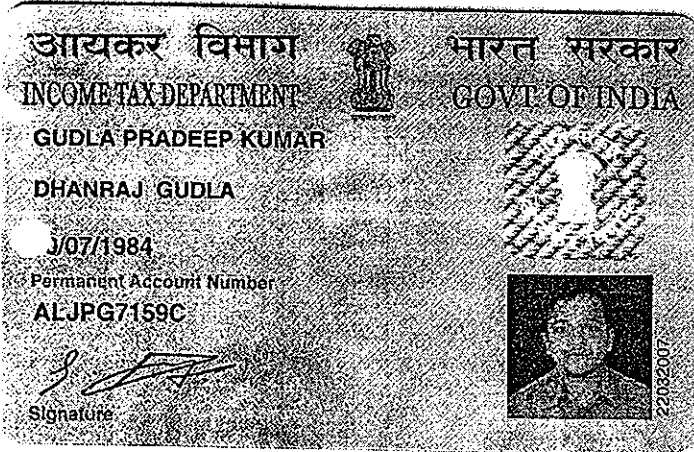 आयकर विभाग
भारत सरकार
INCOME TAX DEPARTMENT
GOVT. OF INDIA
GUDLA PRADEEP KUMAR
DHANRAJ GUDLA
/07/1984
Permanent Account Number
ALJPG7159C
Signature
22032007